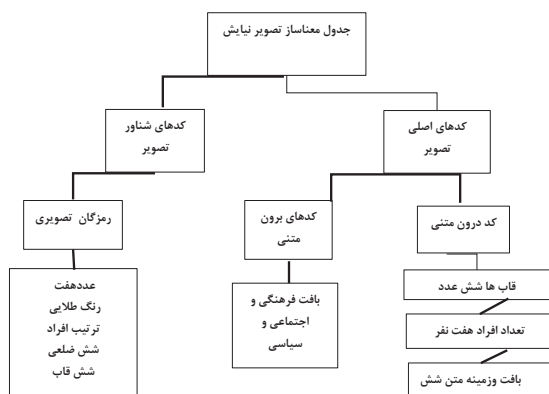 جدول معناساز تصویر نیایش
کدهای اصلی
تصویر
کدهای شناور
تصویر
کد درون متنی
کدهای برون
متنی
رمزگان تصویری
قاب ها شش عدد
تعداد افراد هفت نفر
بافت وزمینه متن شش
بافت فرهنگی و
اجتماعی و
سیاسی
عددهفت
رنگ طلایی
ترتیب افراد
شش ضلعی
شش قاب